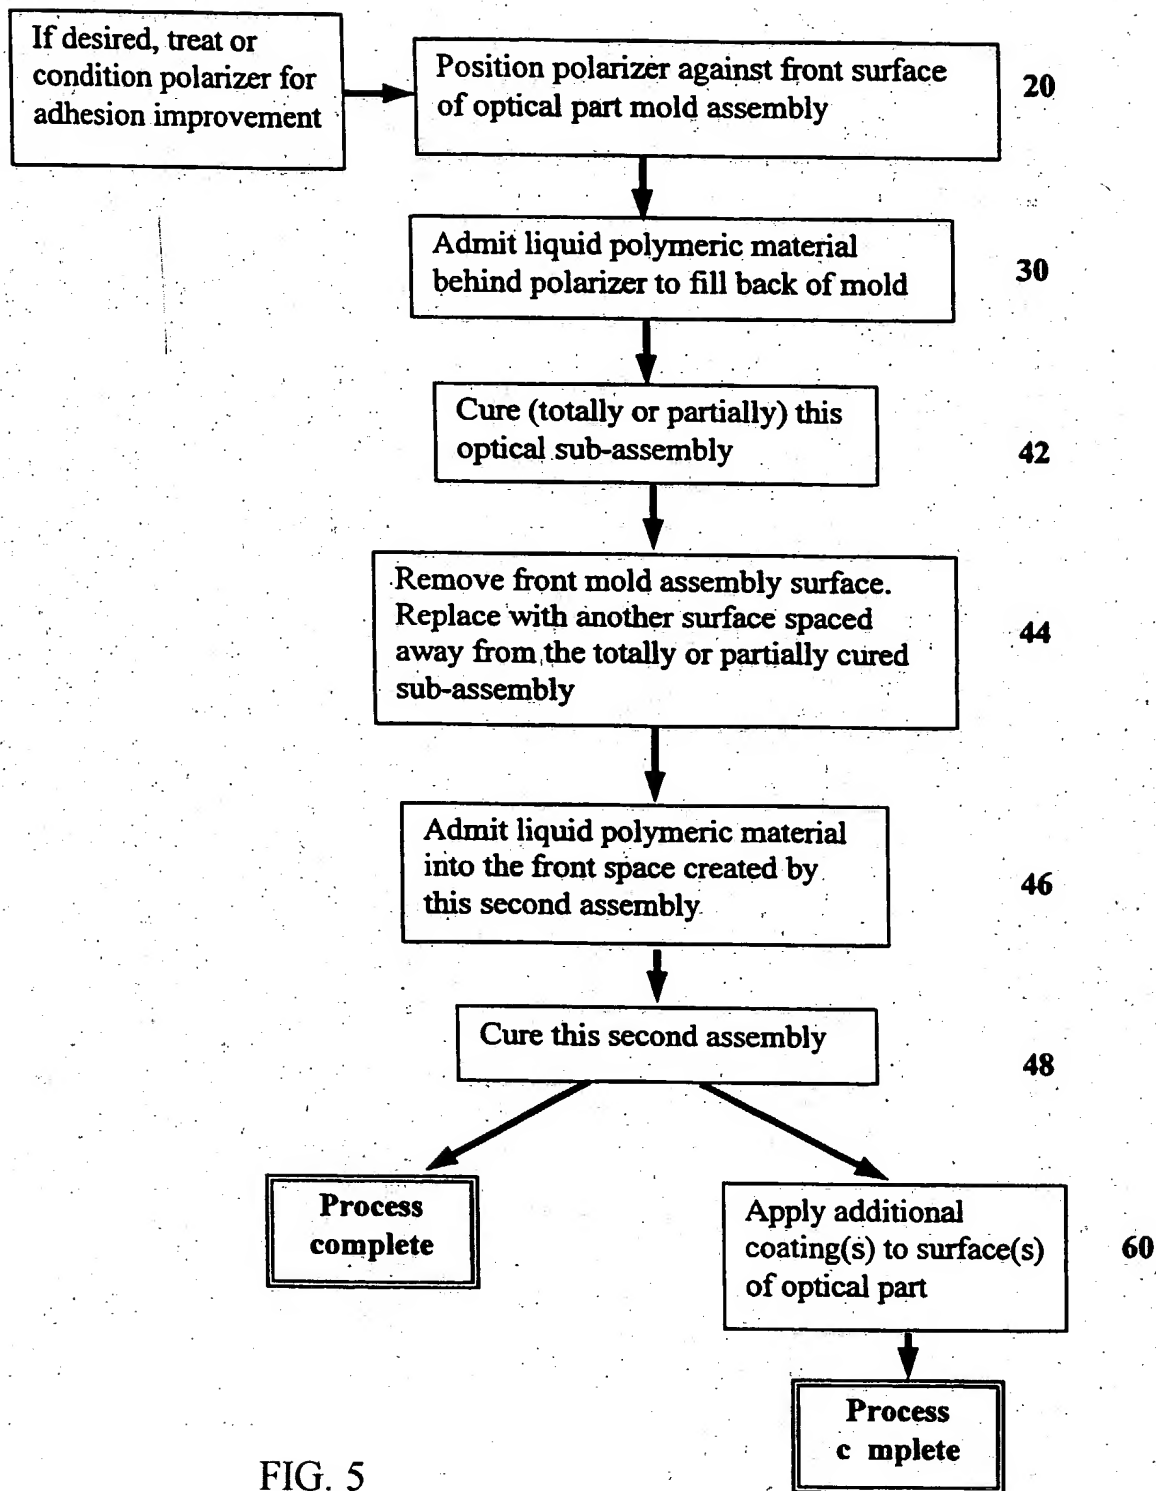 If desired, treat or
condition polarizer for
adhesion improvement
Position polarizer against front surface
of optical part mold assembly
20
Admit liquid polymeric material
behind polarizer to fill back of mold
30
Cure (totally or partially) this
optical sub-assembly
42
Remove front mold assembly surface.
Replace with another surface spaced
away from the totally or partially cured
sub-assembly
44
Admit liquid polymeric material
into the front space created by
this second assembly
46
Cure this second assembly
48
Process
complete
Apply additional
coating(s) to surface(s)
of optical part
60
Process
c mplete
FIG. 5